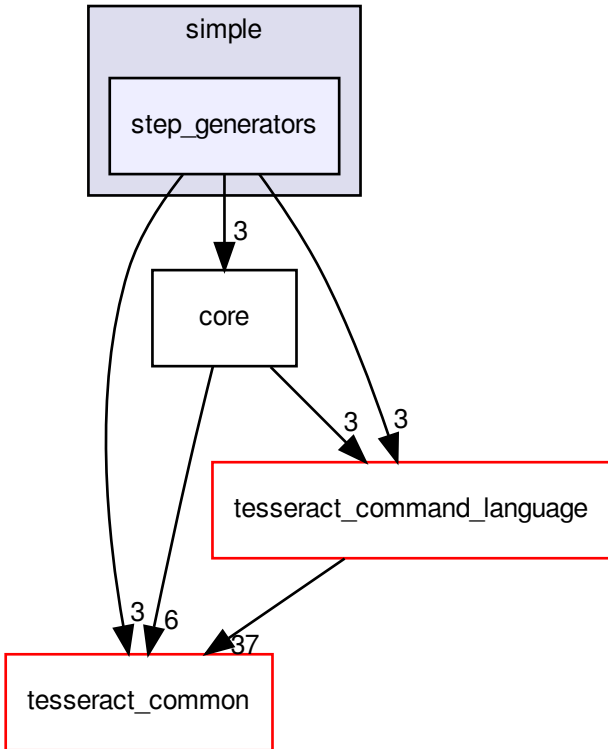 simple
step_generators
3
core
3
3
tesseract_command_language
3
6
37
tesseract_common